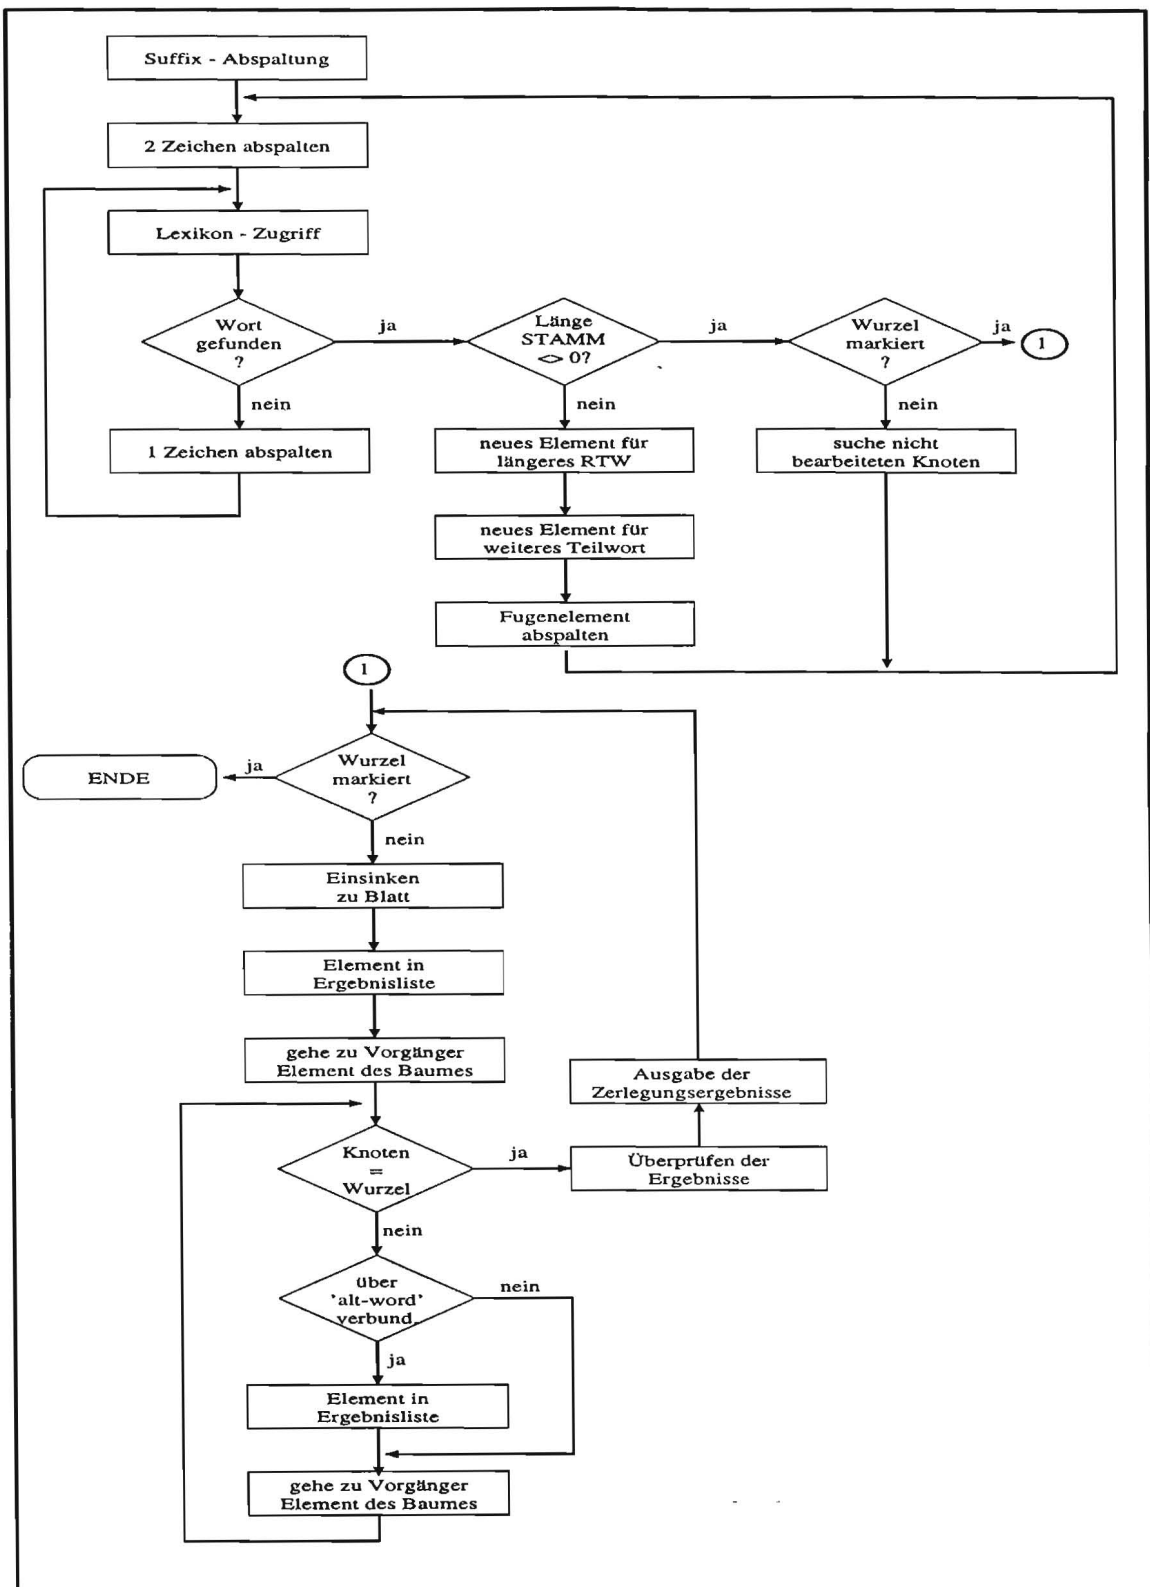 Suffix - Abspaltung
2 Zeichen abspalten
Lexikon - Zugriff
Wort
gefunden
?
ja
Länge
STAMM
<> 0?
ja
Wurzel
markiert
?
ja
1
nein
nein
nein
1 Zeichen abspalten
neues Element für
längeres RTW
suche nicht
bearbeiteten Knoten
neues Element für
weiteres Teilwort
Fugenelement
abspalten
1
Wurzel
markiert
?
ja
ENDE
nein
Einsinken
zu Blatt
Element in
Ergebnisliste
gehe zu Vorgänger
Element des Baumes
Ausgabe der
Zerlegungsergebnisse
Knoten
=
Wurzel
ja
Überprüfen der
Ergebnisse
nein
über
'alt-word'
verbund.
nein
ja
Element in
Ergebnisliste
gehe zu Vorgänger
Element des Baumes